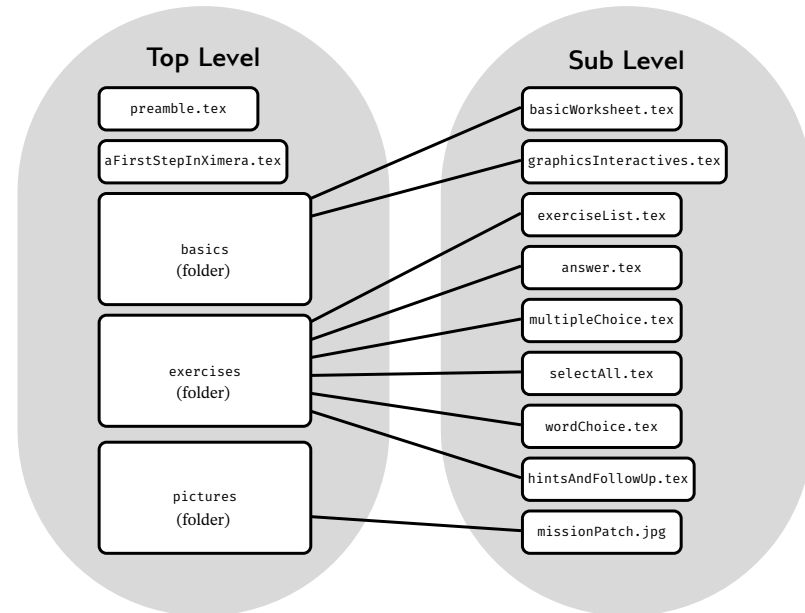 Top Level
preamble.tex
aFirstStepInXimera.tex
basics
(folder)
exercises
(folder)
pictures
(folder)
Sub Level
basicWorksheet.tex
graphicsInteractives.tex
exerciseList.tex
answer.tex
multipleChoice.tex
selectAll.tex
wordChoice.tex
hintsAndFollowUp.tex
missionPatch.jpg